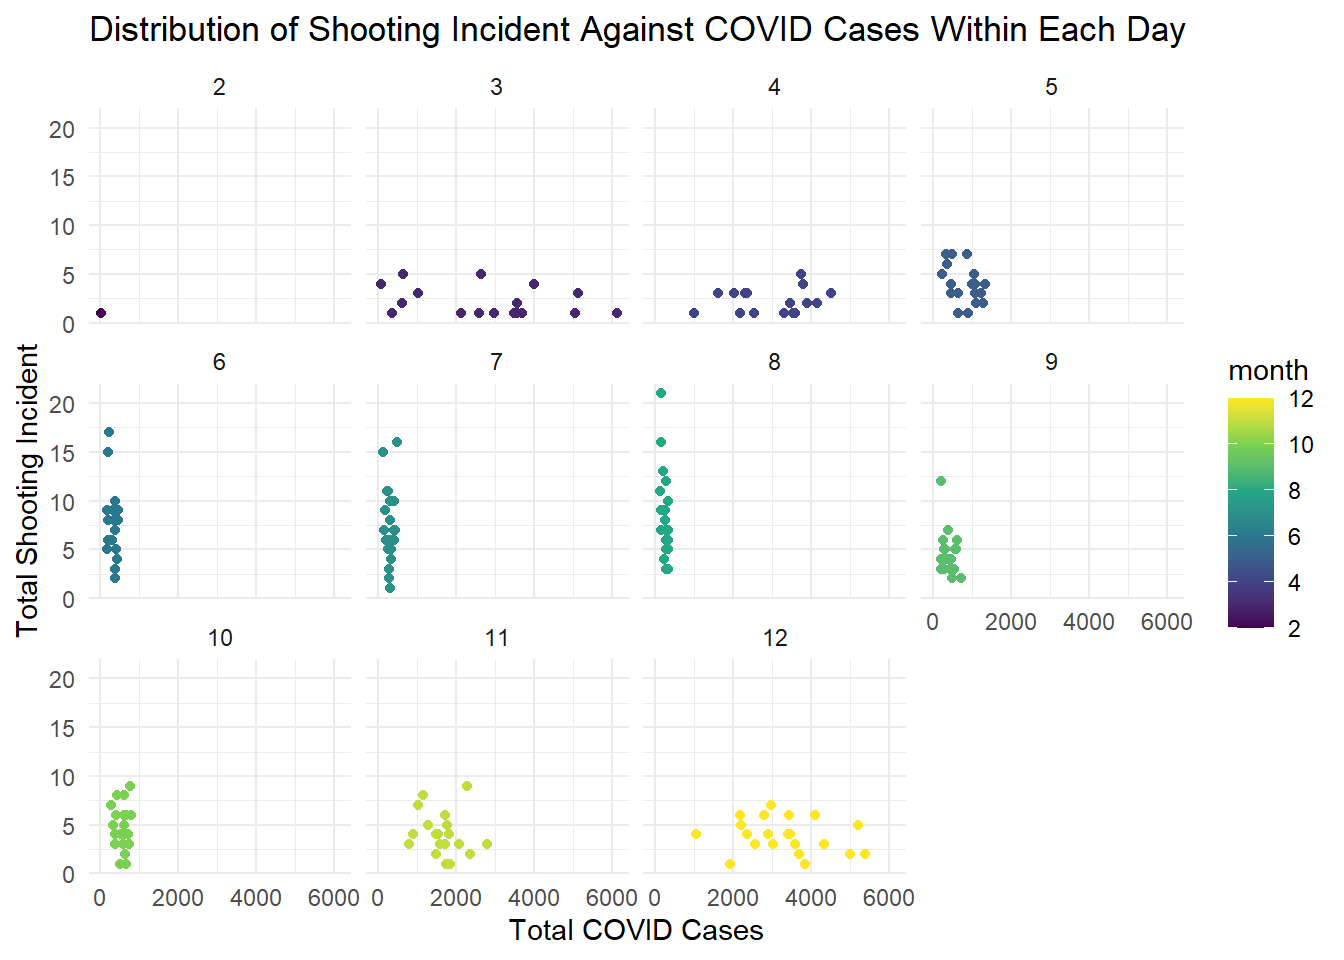 Distribution of Shooting Incident Against COVID Cases Within Each Day
2 3 4 5
20
15
10
5
0
6 7 8 9
20
15
10
5
0
0 2000 4000 6000
10 11 12
20
15
10
5
0
0 2000 4000 6000 0 2000 4000 6000 0 2000 4000 6000
Total COVID Cases
Total Shooting Incident
month
12
10
8
6
4
2